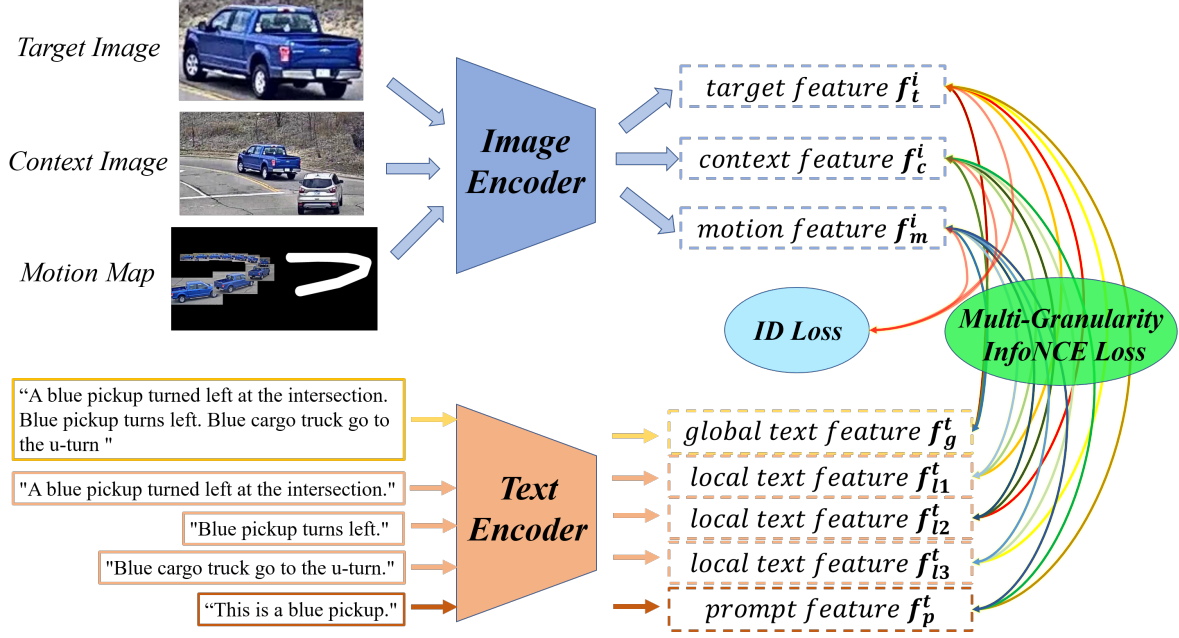 Target Image
Context Image
Motion Map
Image
Encoder
target feature f_t^i
context feature f_c^i
motion feature f_m^i
ID Loss
Multi-Granularity
InfoNCE Loss
“A blue pickup turned left at the intersection.
Blue pickup turns left. Blue cargo truck go to
the u-turn "
"A blue pickup turned left at the intersection."
"Blue pickup turns left."
"Blue cargo truck go to the u-turn."
“This is a blue pickup."
Text
Encoder
global text feature f_g^t
local text feature f_l1^t
local text feature f_l2^t
local text feature f_l3^t
prompt feature f_p^t